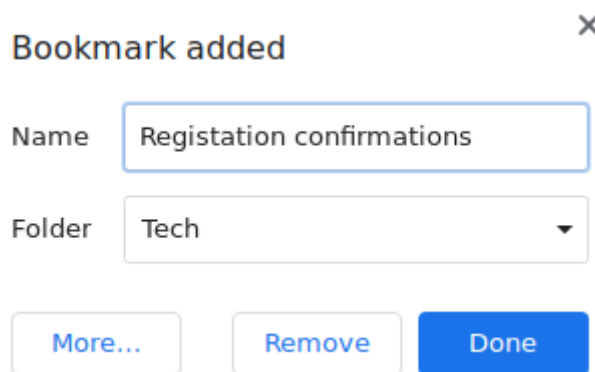 Bookmark added
Name Registation confirmations
Folder Tech
More... Remove Done